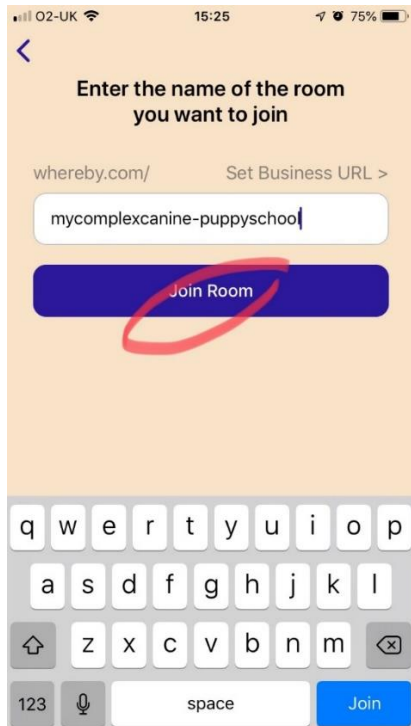 O2-UK 15:25 75%
Enter the name of the room
you want to join
whereby.com/ Set Business URL >
mycomplexcanine-puppyschool
Join Room
q w e r t y u i o p
a s d f g h j k l
z x c v b n m
123 space Join